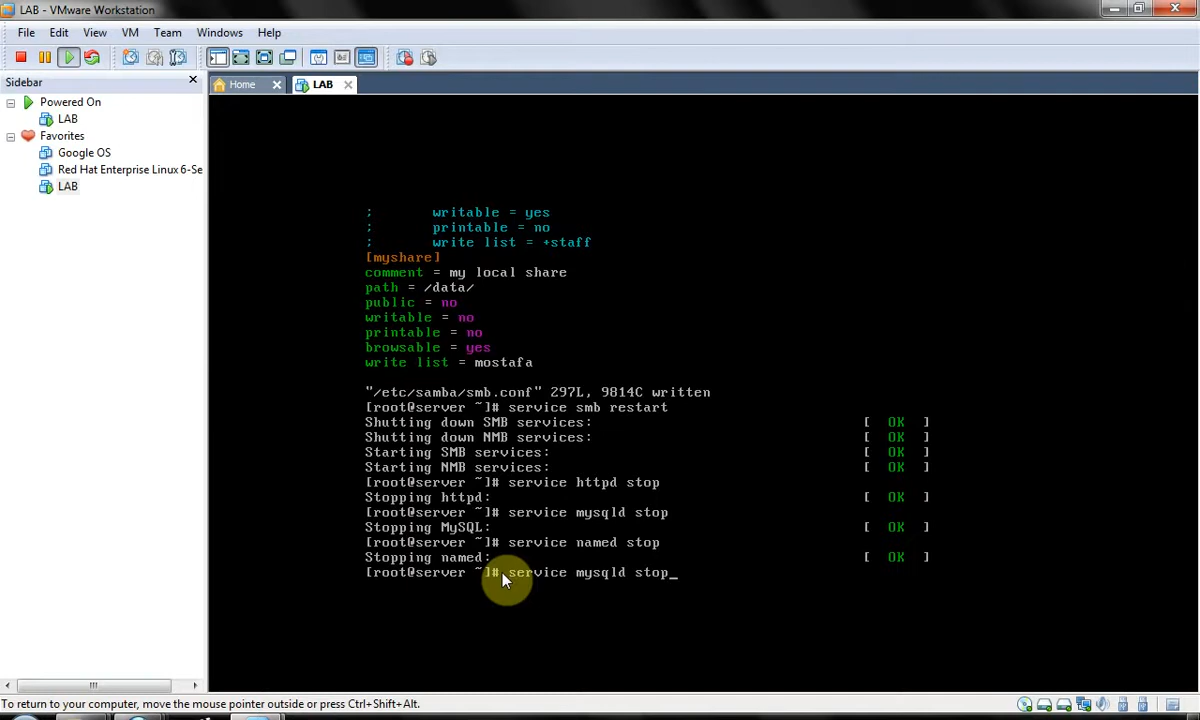 LAB - VMware Workstation
File Edit View VM Team Windows Help
Sidebar
Powered On
LAB
Favorites
Google OS
Red Hat Enterprise Linux 6-Se
LAB
Home LAB
; writable = yes
; printable = no
; write list = +staff
[myshare]
comment = my local share
path = /data/
public = no
writable = no
printable = no
browsable = yes
write list = mostafa
"/etc/samba/smb.conf" 297L, 9814C written
[root@server ~]# service smb restart
Shutting down SMB services: [ OK ]
Shutting down NMB services: [ OK ]
Starting SMB services: [ OK ]
Starting NMB services: [ OK ]
[root@server ~]# service httpd stop
Stopping httpd: [ OK ]
[root@server ~]# service mysqld stop
Stopping MySQL: [ OK ]
[root@server ~]# service named stop
Stopping named: [ OK ]
[root@server ~]# service mysqld stop_
To return to your computer, move the mouse pointer outside or press Ctrl+Shift+Alt.